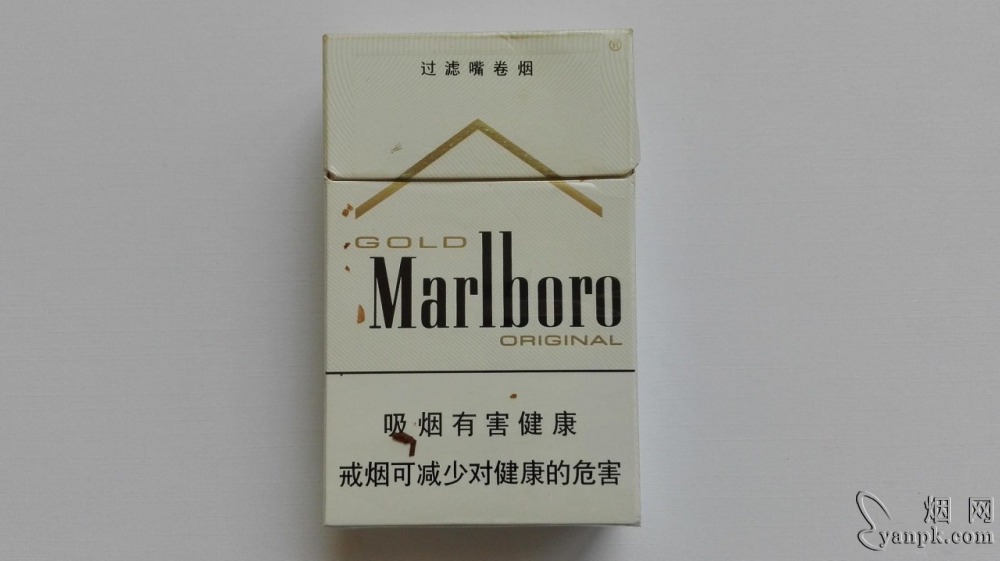 ®
过滤嘴卷烟
GOLD
Marlboro
ORIGINAL
吸烟有害健康
戒烟可减少对健康的危害
烟网
yanpk.com